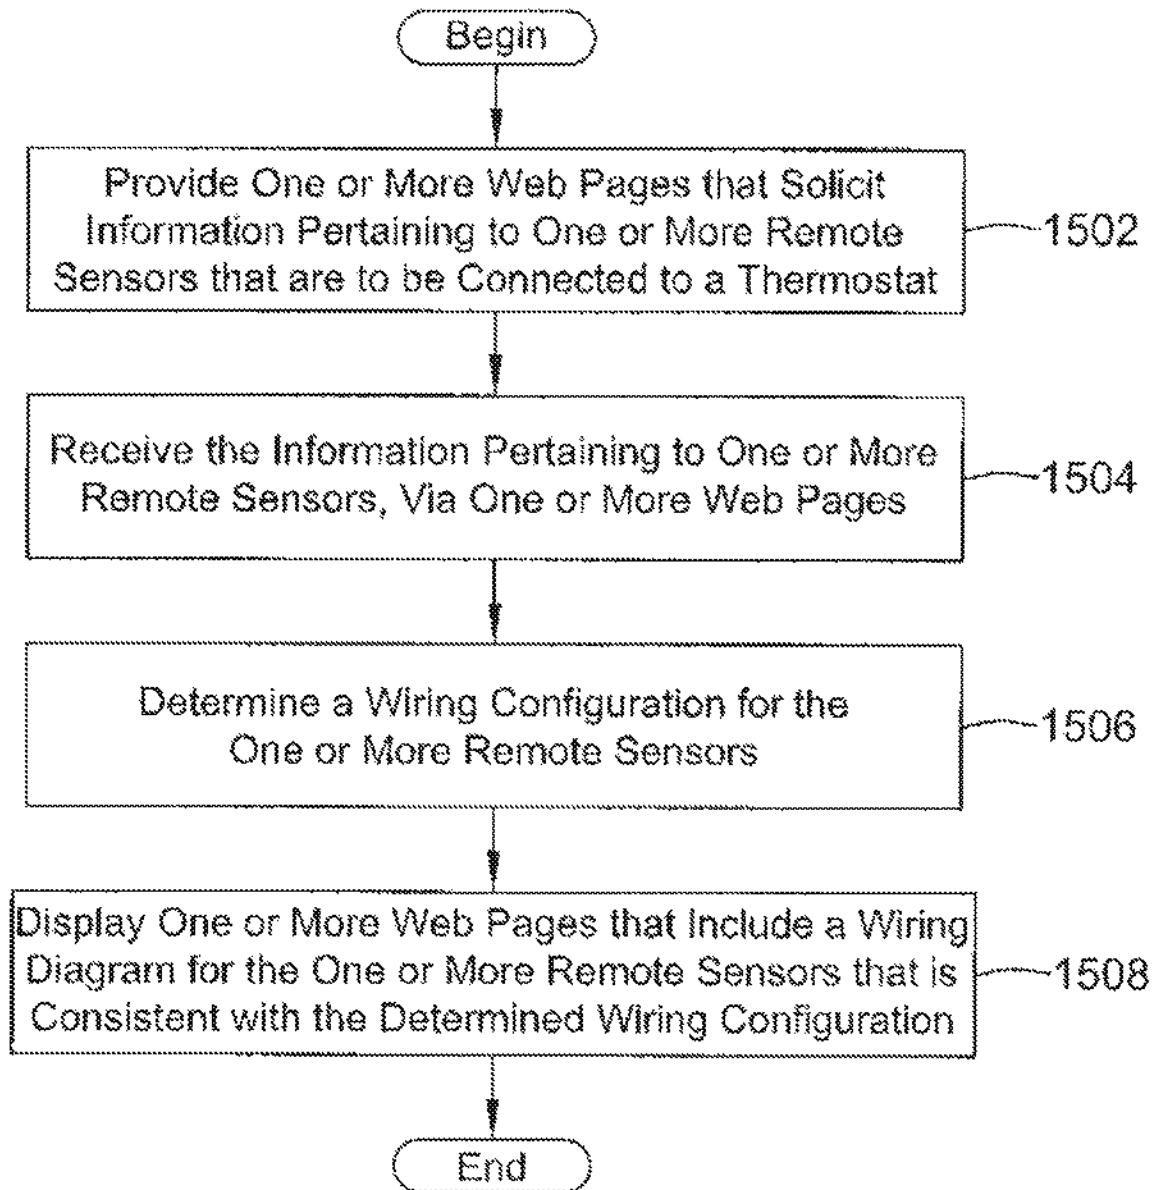 Begin
Provide One or More Web Pages that Solicit
Information Pertaining to One or More Remote
Sensors that are to be Connected to a Thermostat
1502
Receive the Information Pertaining to One or More
Remote Sensors, Via One or More Web Pages
1504
Determine a Wiring Configuration for the
One or More Remote Sensors
1506
Display One or More Web Pages that Include a Wiring
Diagram for the One or More Remote Sensors that is
Consistent with the Determined Wiring Configuration
1508
End